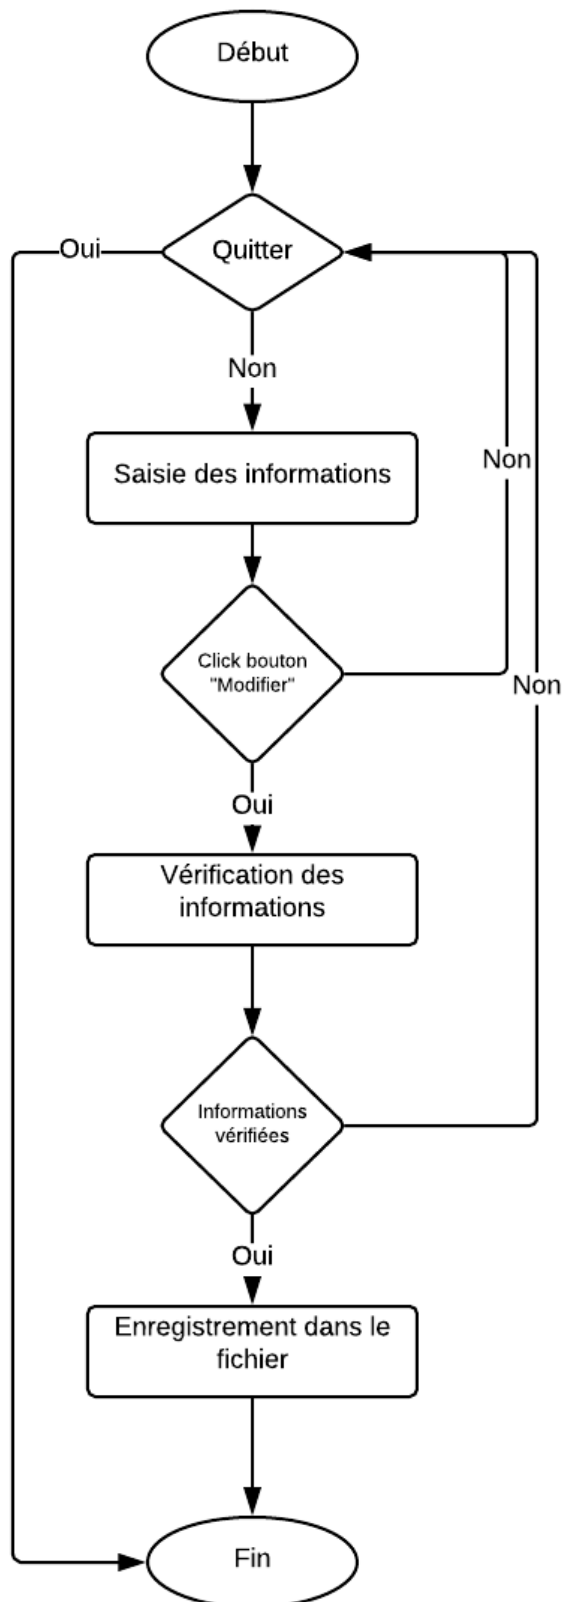 Début
Oui
Quitter
Non
Saisie des informations
Non
Click bouton
"Modifier"
Non
Oui
Vérification des
informations
Informations
vérifiées
Oui
Enregistrement dans le
fichier
Fin